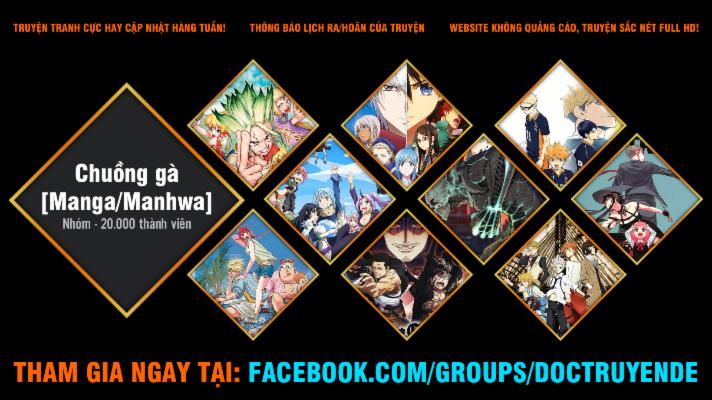 TRUYỆN TRANH CỰC HAY CẬP NHẬT HÀNG TUẦN!
THÔNG BÁO LỊCH RA/HOÃN CỦA TRUYỆN
WEBSITE KHÔNG QUẢNG CÁO, TRUYỆN SẮC NÉT FULL HD!
Chuồng gà
[Manga/Manhwa]
Nhóm · 20.000 thành viên
THAM GIA NGAY TẠI: FACEBOOK.COM/GROUPS/DOCTRUYENDE